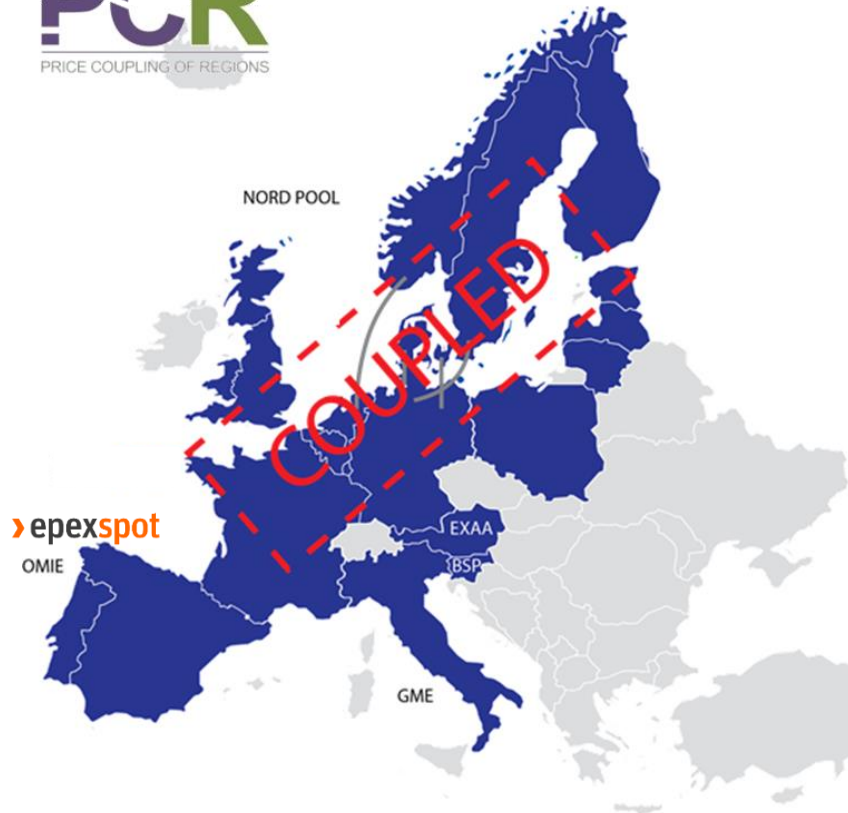 PCR
PRICE COUPLING OF REGIONS
NORD POOL
COUPLED
epexspot
EXAA
OMIE
BSP
GME